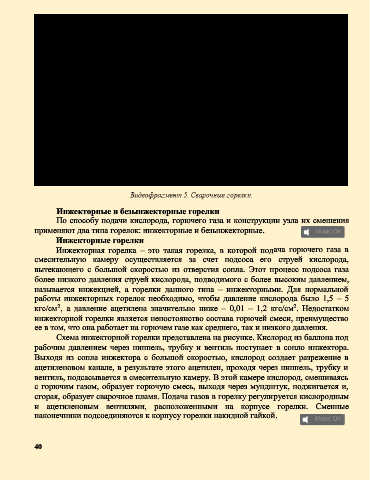 Видеофрагмент 5. Сварочные горелки.
Инжекторные и безынжекторные горелки
По способу подачи кислорода, горючего газа и конструкции узла их смешения
применяют два типа горелок: инжекторные и безынжекторные.
Инжекторные горелки
Инжекторная горелка – это такая горелка, в которой подача горючего газа в
смесительную камеру осуществляется за счет подсоса его струей кислорода,
вытекающего с большой скоростью из отверстия сопла. Этот процесс подсоса газа
более низкого давления струей кислорода, подводимого с более высоким давлением,
называется инжекцией, а горелки данного типа – инжекторными. Для нормальной
работы инжекторных горелок необходимо, чтобы давление кислорода было 1,5 – 5
кгс/см², а давление ацетилена значительно ниже – 0,01 – 1,2 кгс/см². Недостатком
инжекторной горелки является непостоянство состава горючей смеси, преимущество
ее в том, что она работает на горючем газе как среднего, так и низкого давления.
Схема инжекторной горелки представлена на рисунке. Кислород из баллона под
рабочим давлением через ниппель, трубку и вентиль поступает в сопло инжектора.
Выходя из сопла инжектора с большой скоростью, кислород создает разрежение в
ацетиленовом канале, в результате этого ацетилен, проходя через ниппель, трубку и
вентиль, подсасывается в смесительную камеру. В этой камере кислород, смешиваясь
с горючим газом, образует горючую смесь, выходя через мундштук, поджигается и,
сгорая, образует сварочное пламя. Подача газов в горелку регулируется кислородным
и ацетиленовым вентилями, расположенными на корпусе горелки. Сменные
наконечники подсоединяются к корпусу горелки накидной гайкой.
40